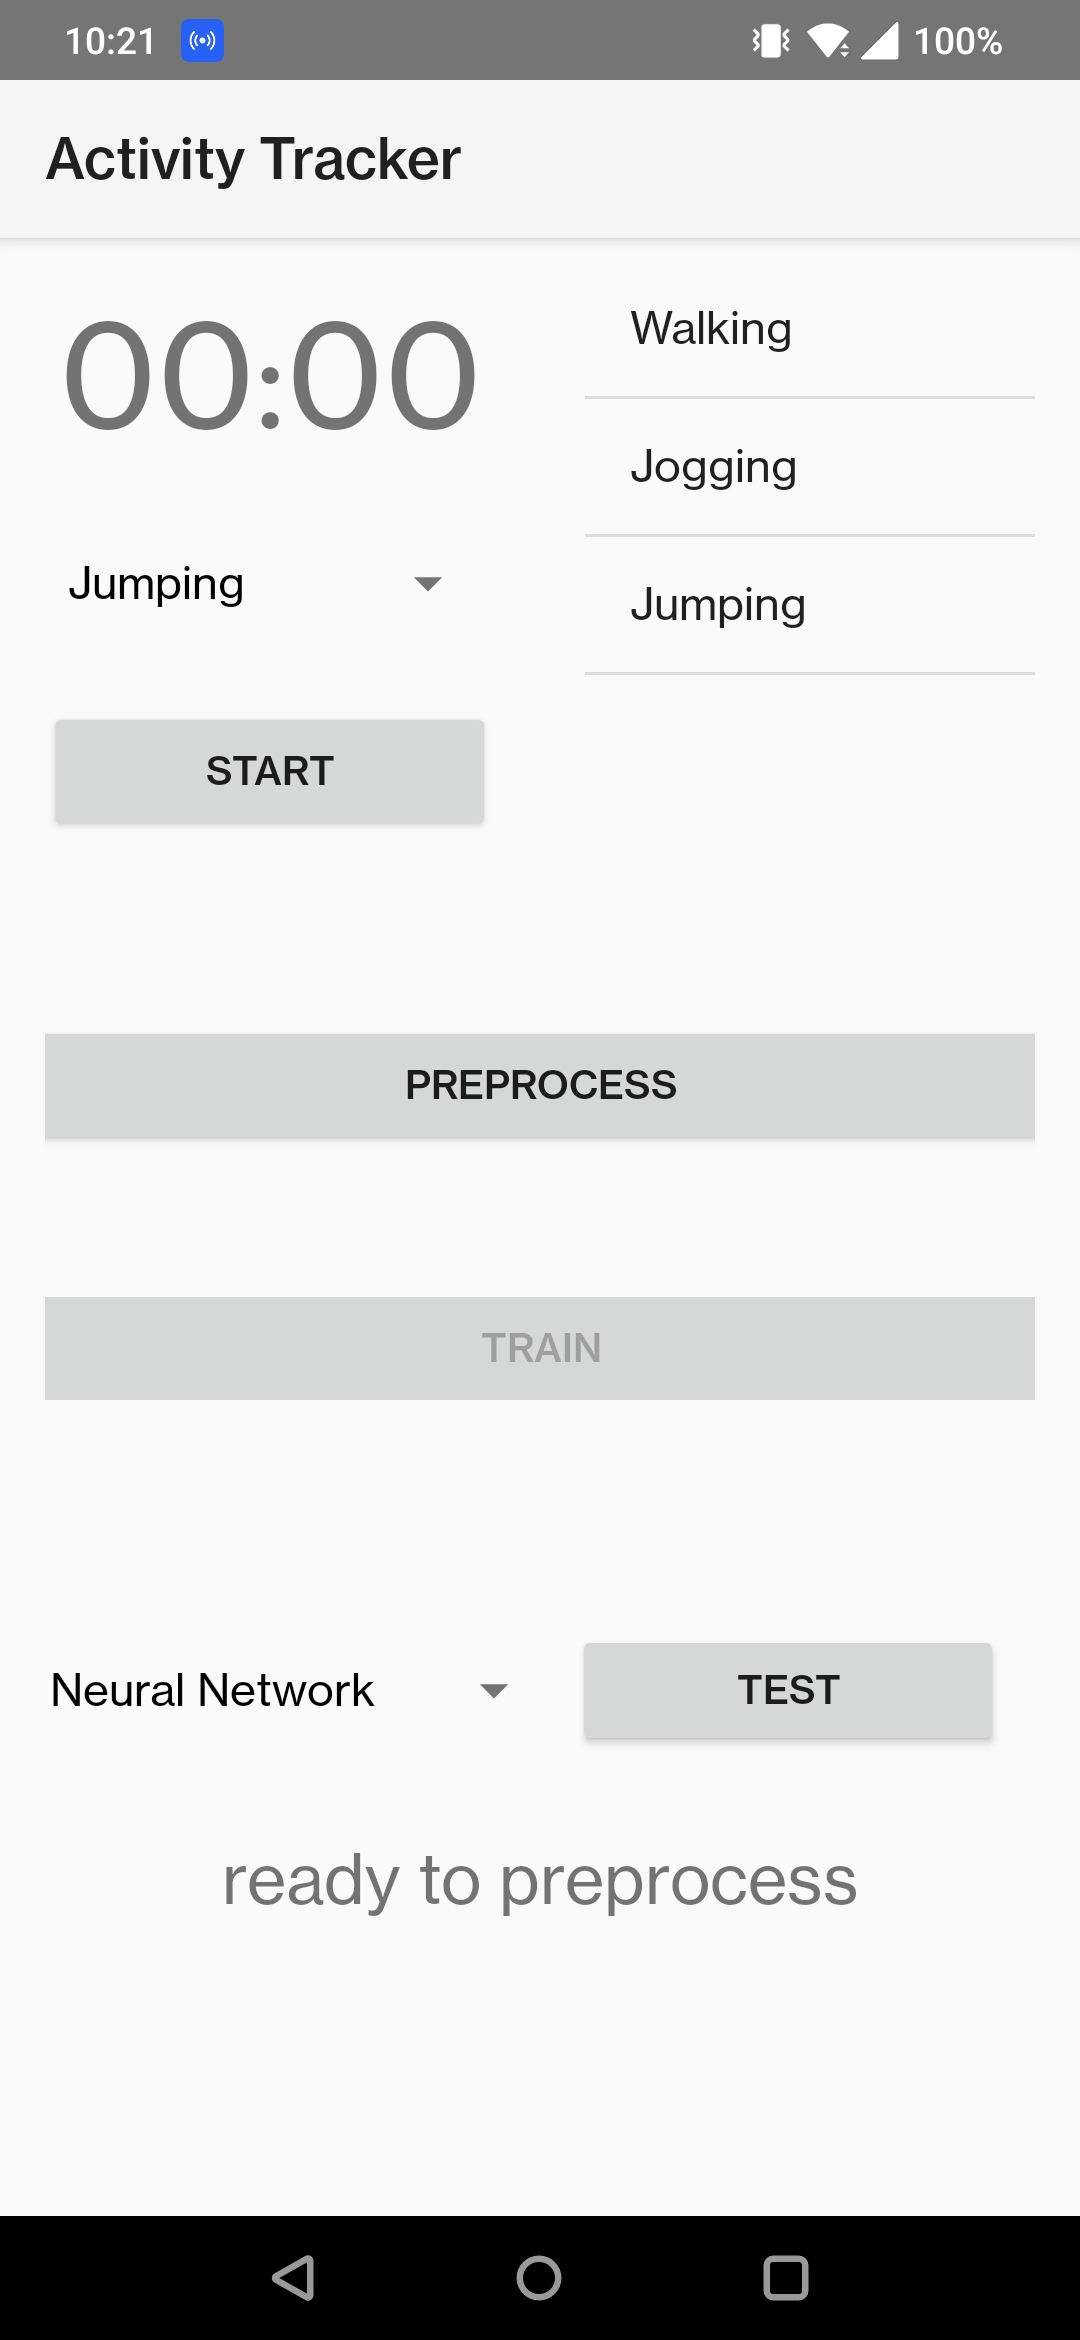 10:21
100%
Activity Tracker
00:00
Walking
Jogging
Jumping
Jumping
START
PREPROCESS
TRAIN
Neural Network
TEST
ready to preprocess